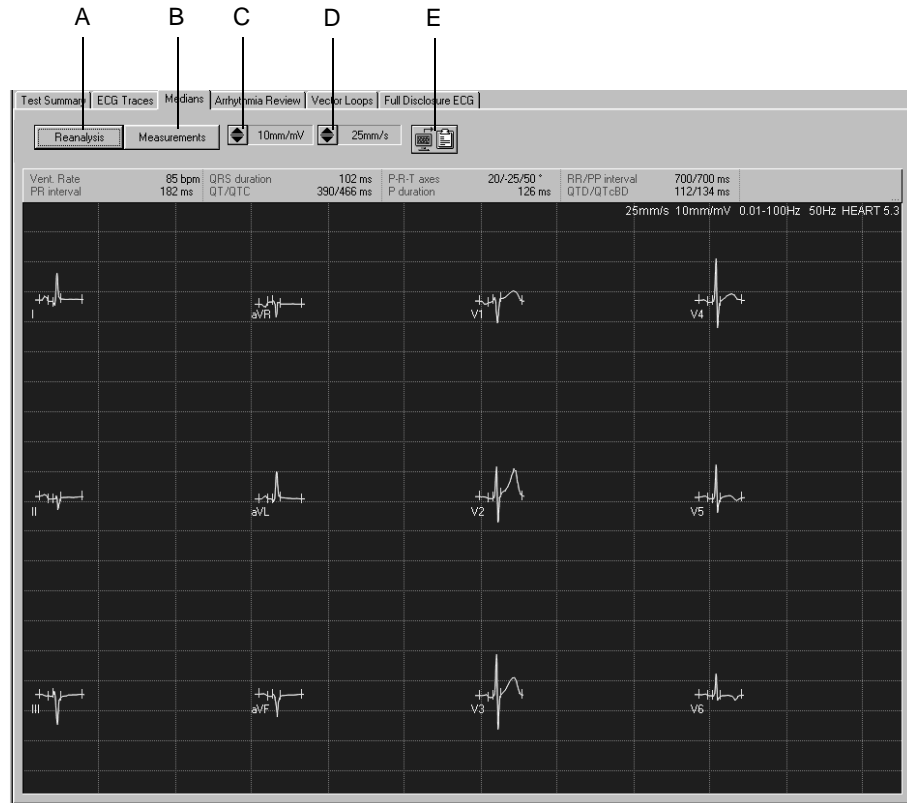 A B C D E
Test Summary ECG Traces Medians Arrhythmia Review Vector Loops Full Disclosure ECG
Reanalysis Measurements 10mm/mV 25mm/s
Vent. Rate 85 bpm QRS duration 102 ms P-R-T axes 20/-25/50 ° RR/PP interval 700/700 ms
PR interval 182 ms QT/QTC 390/466 ms P duration 126 ms QTD/QTcBD 112/134 ms
25mm/s 10mm/mV 0.01-100Hz 50Hz HEART 5.3
I aVR V1 V4
II aVL V2 V5
III aVF V3 V6